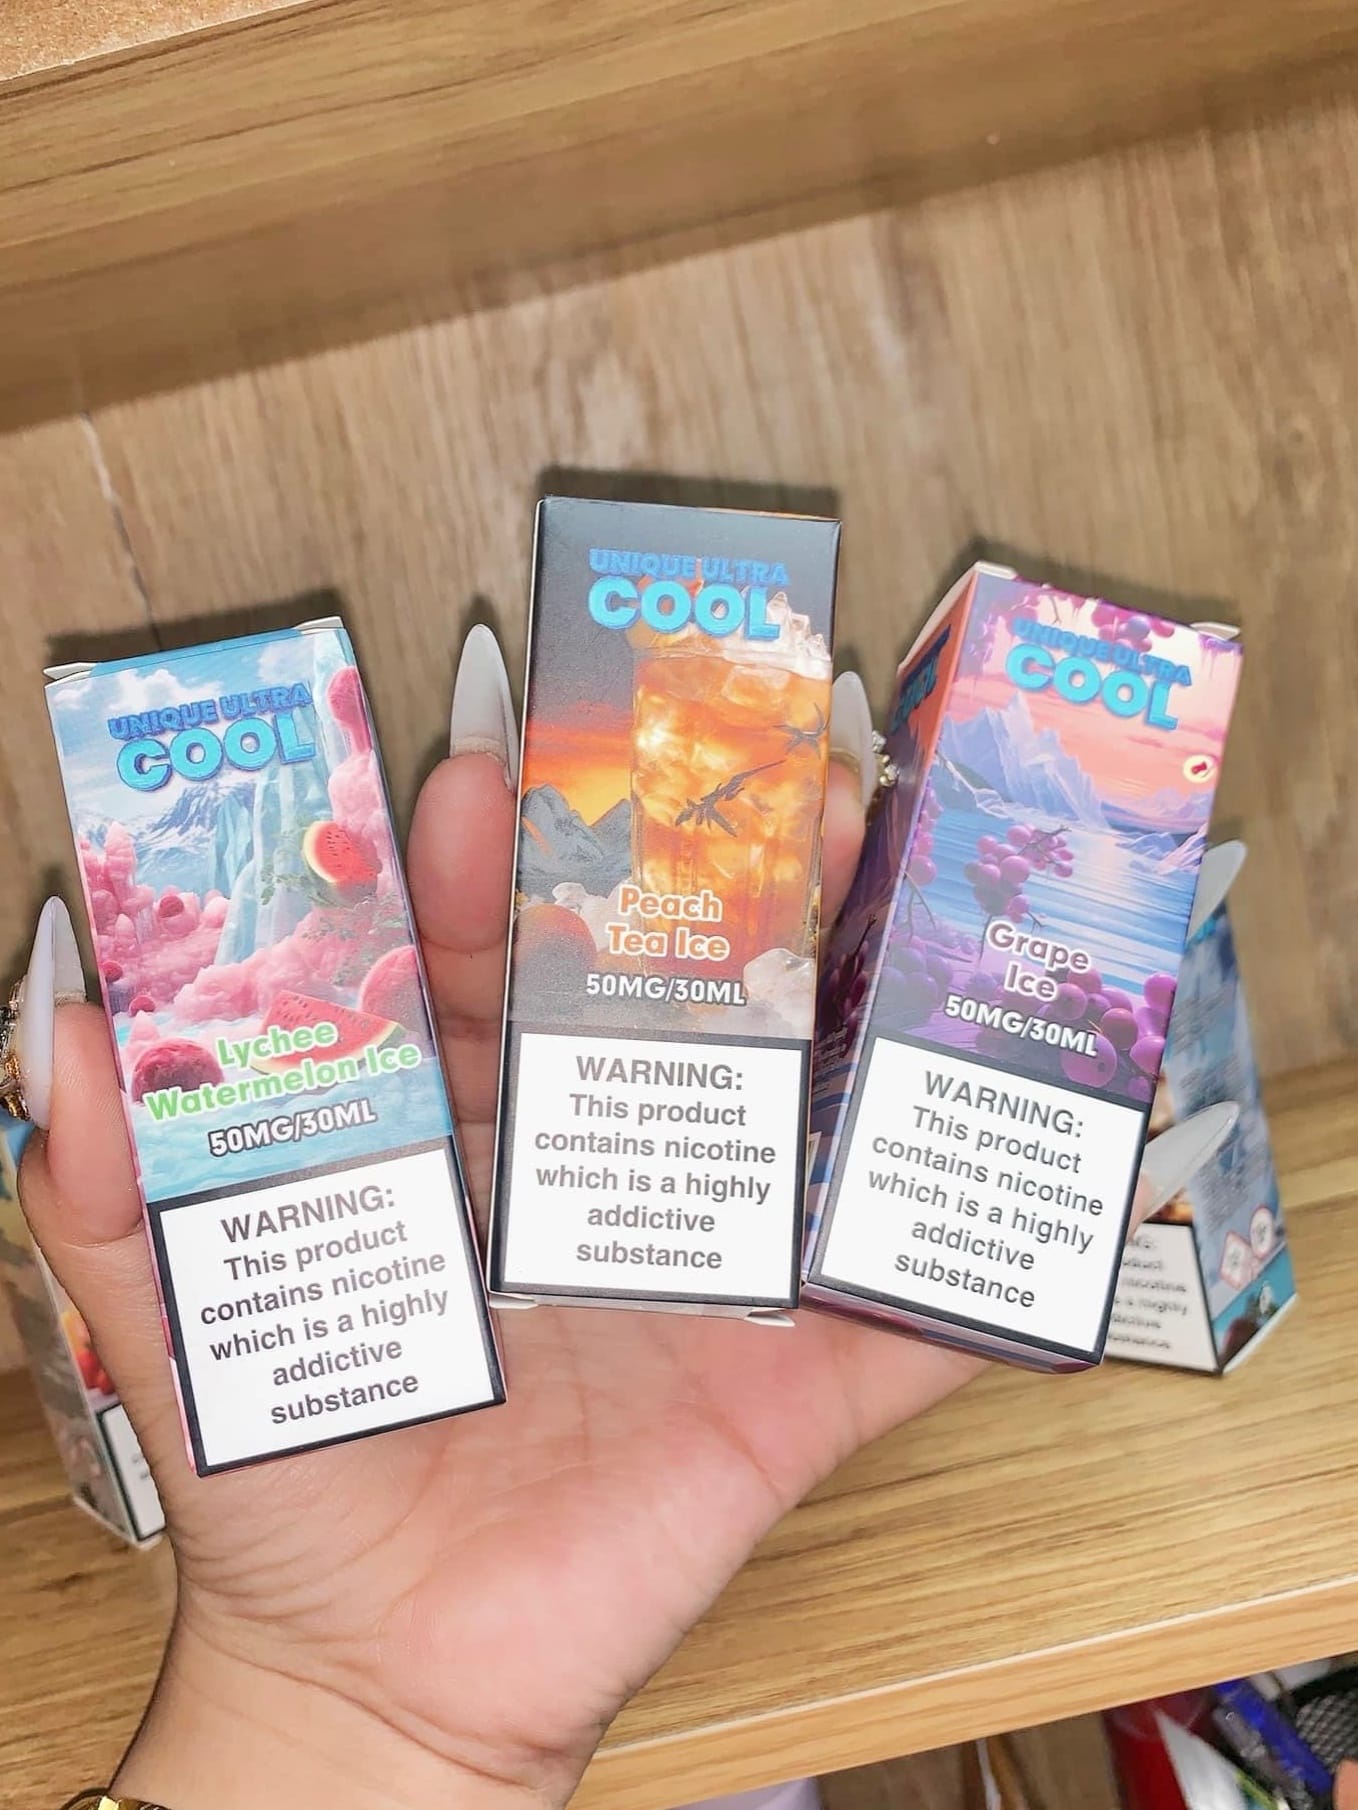 UNIQUE ULTRA
COOL
Lychee
Watermelon Ice
50MG/30ML
WARNING:
This product
contains nicotine
which is a highly
addictive
substance
UNIQUE ULTRA
COOL
Peach
Tea Ice
50MG/30ML
WARNING:
This product
contains nicotine
which is a highly
addictive
substance
UNIQUE ULTRA
COOL
Grape
Ice
50MG/30ML
WARNING:
This product
contains nicotine
which is a highly
addictive
substance